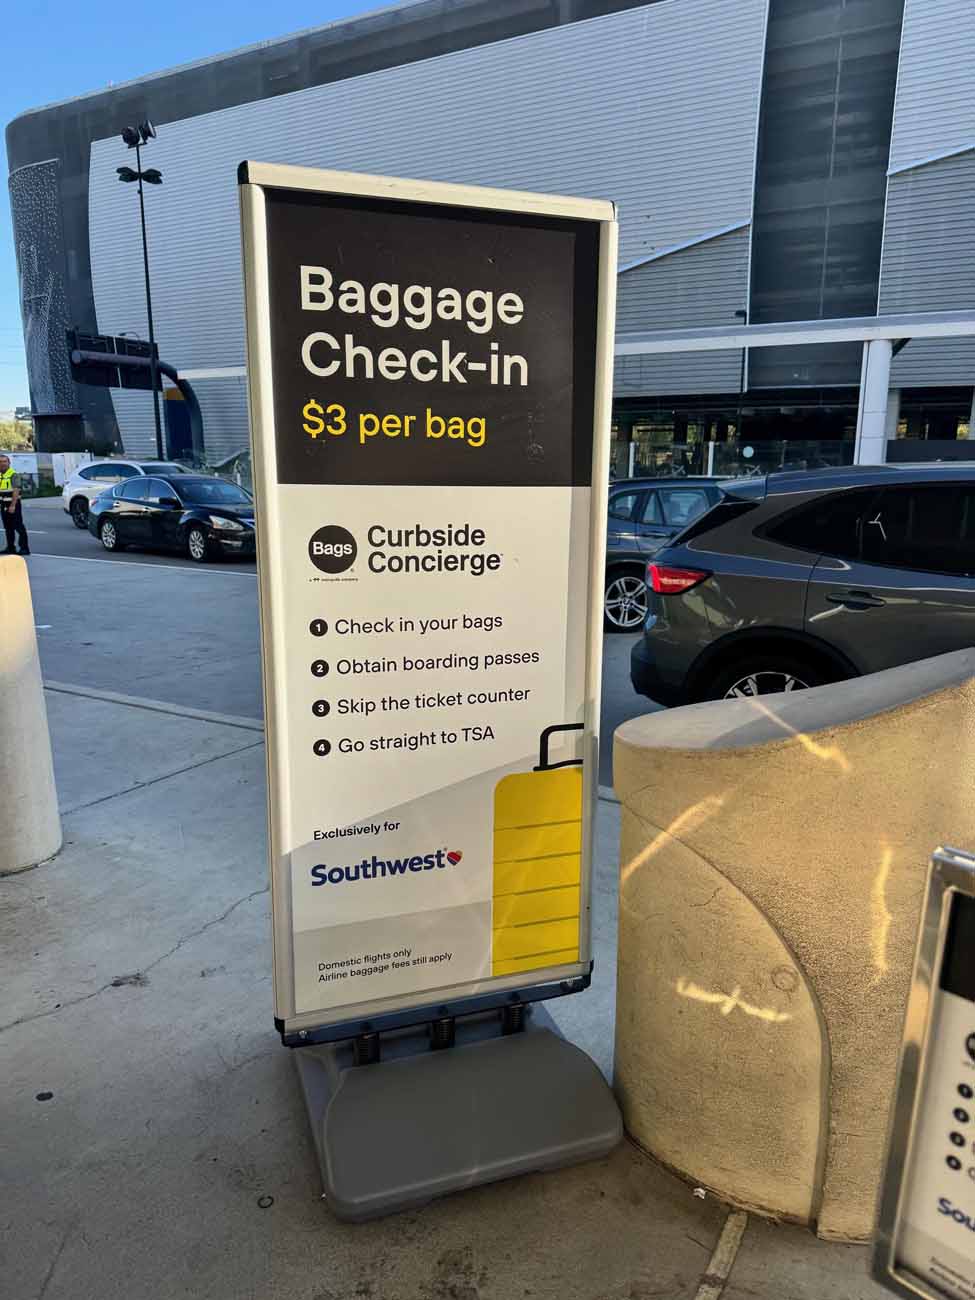 Baggage
Check-in
$3 per bag
Bags
Curbside
Concierge
1 Check in your bags
2 Obtain boarding passes
3 Skip the ticket counter
4 Go straight to TSA
Exclusively for
Southwest
Domestic flights only
Airline baggage fees still apply
Sou